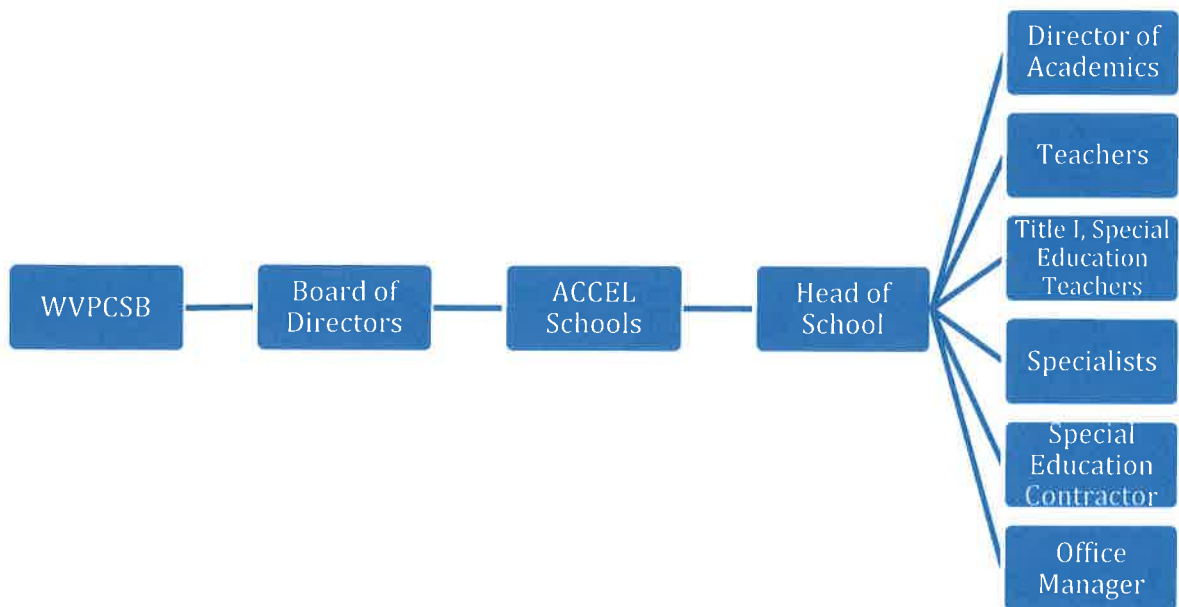 WVPCSB
Board of
Directors
ACCEL
Schools
Head of
School
Director of
Academics
Teachers
Title I, Special
Education
Teachers
Specialists
Special
Education
Contractor
Office
Manager